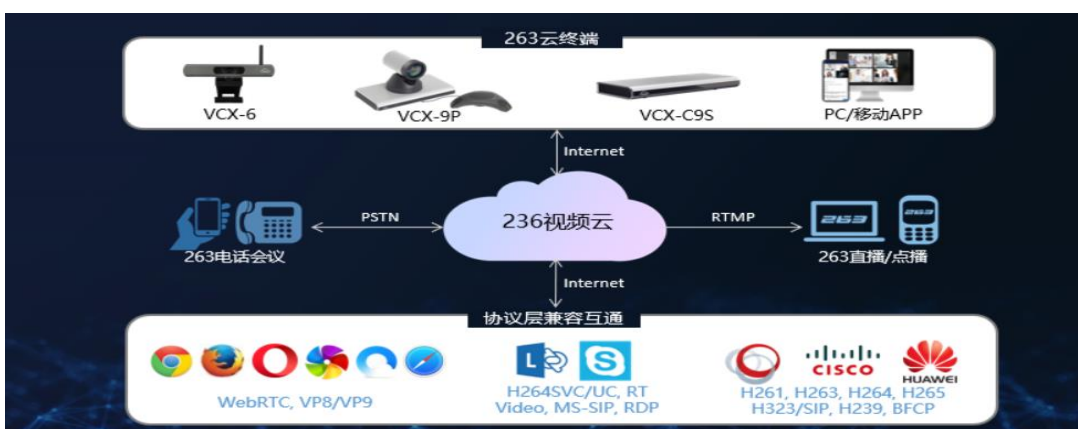 263云终端
VCX-6
VCX-9P
VCX-C9S
PC/移动APP
Internet
PSTN
236视频云
RTMP
263
263
263电话会议
263直播/点播
Internet
协议层兼容互通
CISCO
HUAWEI
WebRTC, VP8/VP9
H264SVC/UC, RT
Video, MS-SIP, RDP
H261, H263, H264, H265
H323/SIP, H239, BFCP